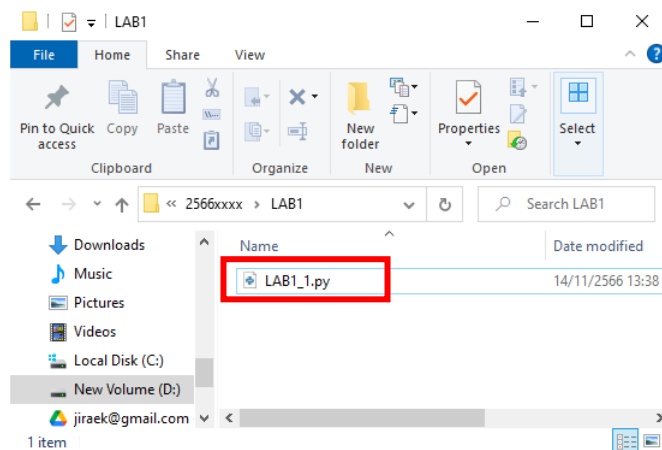 LAB1
File Home Share View
Pin to Quick access
Copy
Paste
New folder
Properties
Select
Clipboard Organize New Open
« 2566xxxx > LAB1
Search LAB1
Downloads
Music
Pictures
Videos
Local Disk (C:)
New Volume (D:)
jiraek@gmail.com
Name Date modified
LAB1_1.py 14/11/2566 13:38
1 item